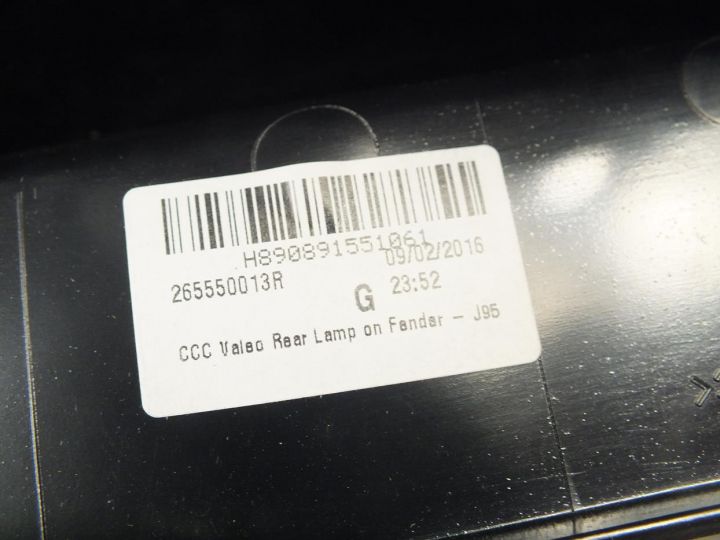 H890891551061
09/02/2016
265550013R
G 23:52
CCC Valeo Rear Lamp on Fender - J95